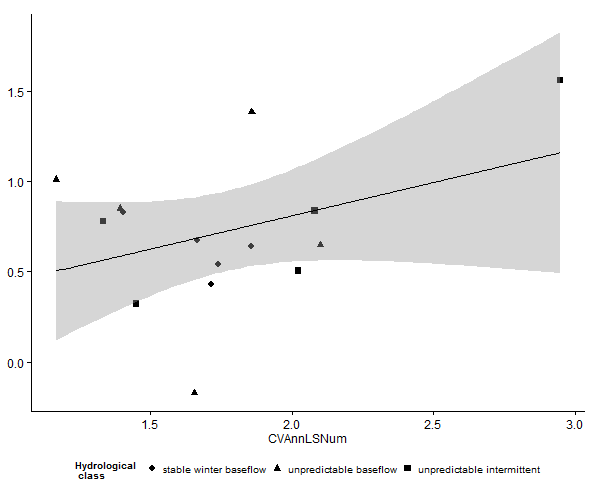 1.5
1.0
0.5
0.0
1.5 2.0 2.5 3.0
CVAnnLSNum
Hydrological
class
stable winter baseflow unpredictable baseflow unpredictable intermittent